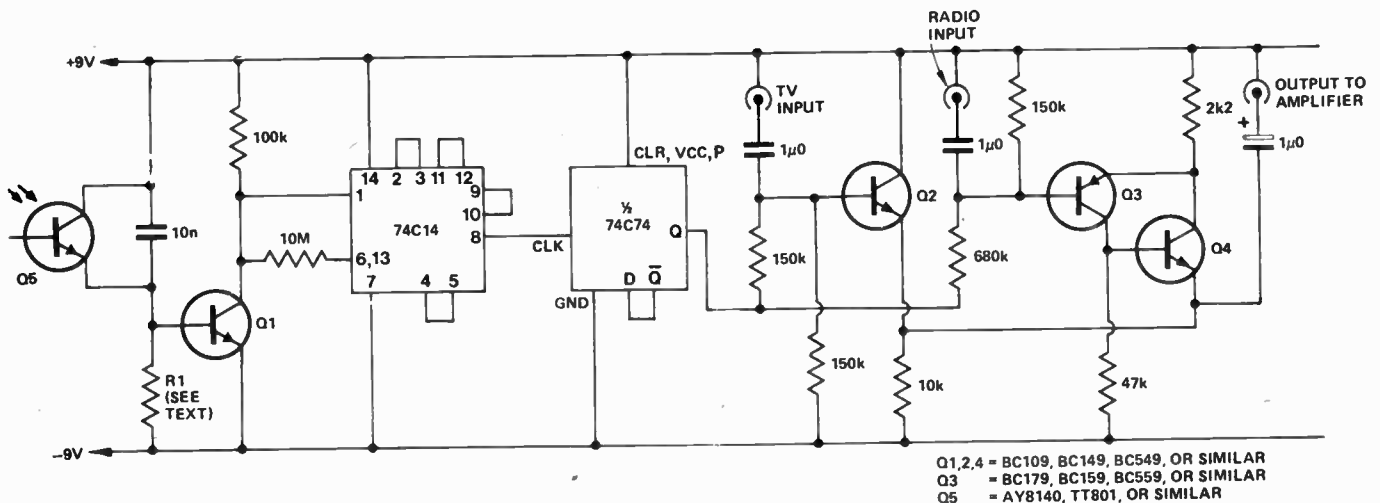 RADIO
INPUT
+9V
TV
INPUT
150k
2k2
OUTPUT TO
AMPLIFIER
100k
1µ0
1µ0
+
1µ0
CLR, VCC, P
14 2 3 11 12
1
9
10
8
74C14
6,13
7
4 5
10M
10n
Q5
CLK
½
74C74
Q
D Q̅
GND
Q2
Q3
Q4
150k
680k
Q1
R1
(SEE
TEXT)
150k
10k
47k
−9V
Q1,2,4 = BC109, BC149, BC549, OR SIMILAR
Q3 = BC179, BC159, BC559, OR SIMILAR
Q5 = AY8140, TT801, OR SIMILAR